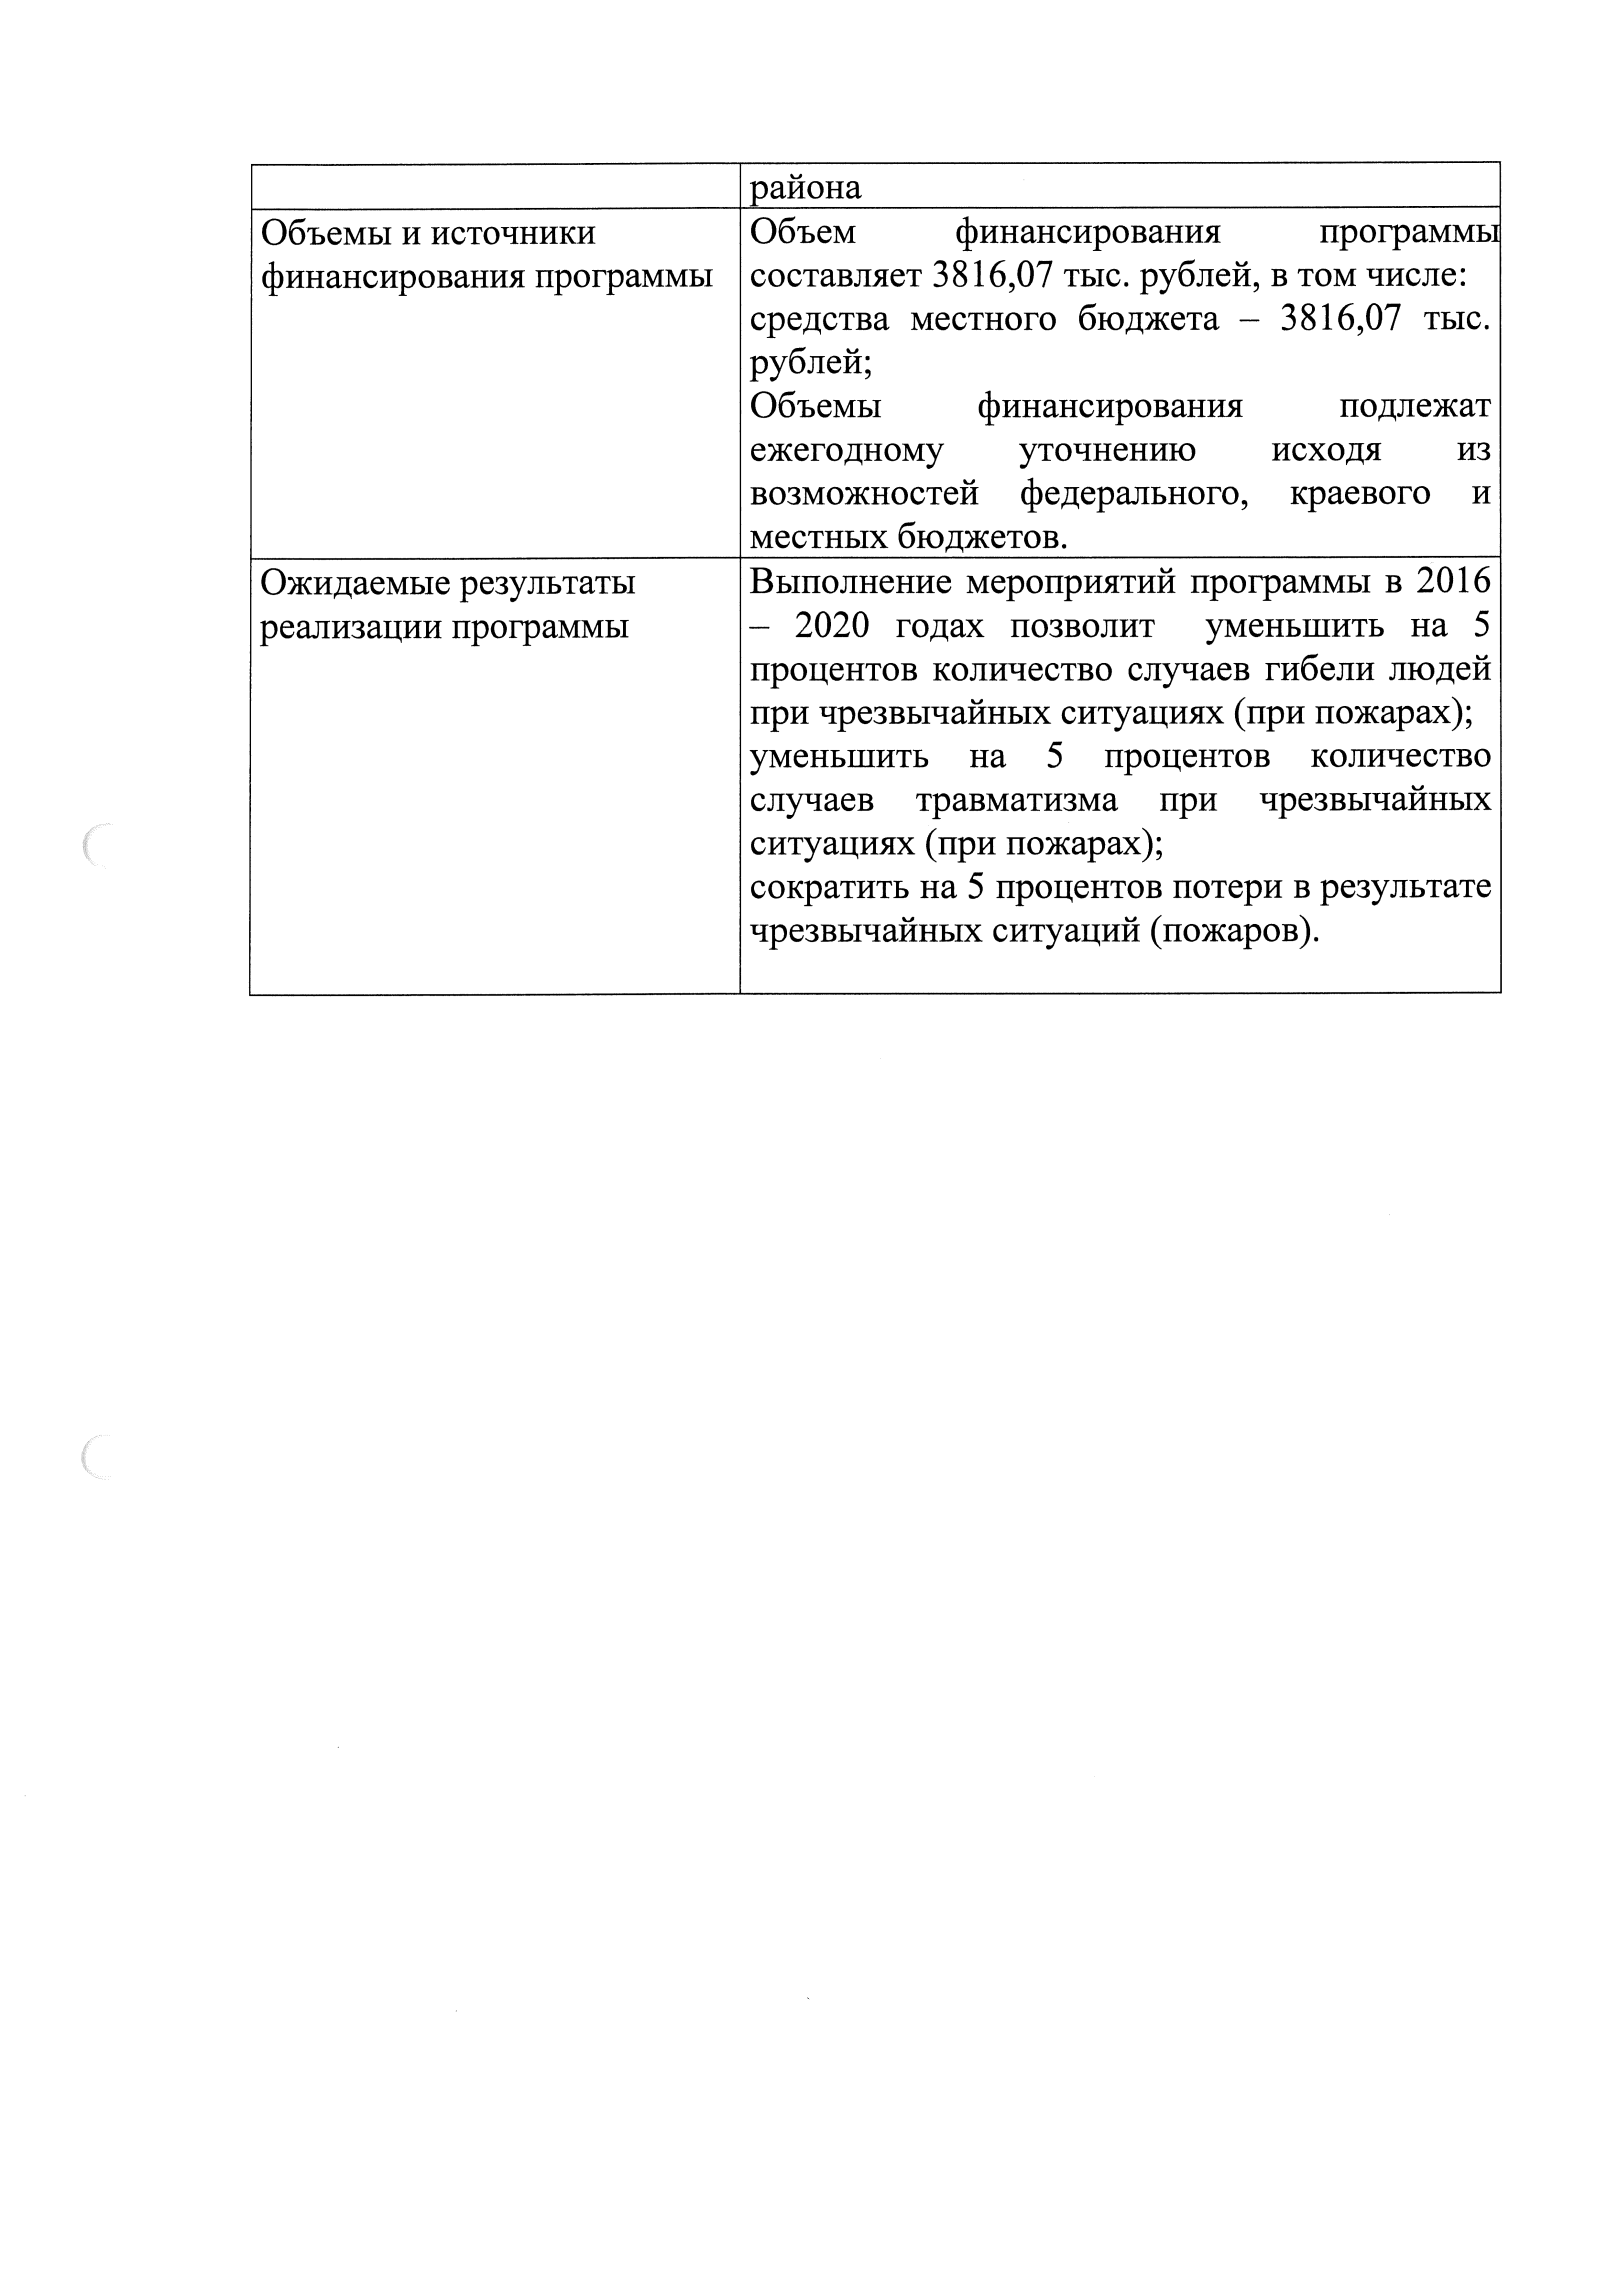 района
Объемы и источники
финансирования программы
Объем финансирования программы
составляет 3816,07 тыс. рублей, в том числе:
средства местного бюджета – 3816,07 тыс.
рублей;
Объемы финансирования подлежат
ежегодному уточнению исходя из
возможностей федерального, краевого и
местных бюджетов.
Ожидаемые результаты
реализации программы
Выполнение мероприятий программы в 2016
– 2020 годах позволит уменьшить на 5
процентов количество случаев гибели людей
при чрезвычайных ситуациях (при пожарах);
уменьшить на 5 процентов количество
случаев травматизма при чрезвычайных
ситуациях (при пожарах);
сократить на 5 процентов потери в результате
чрезвычайных ситуаций (пожаров).